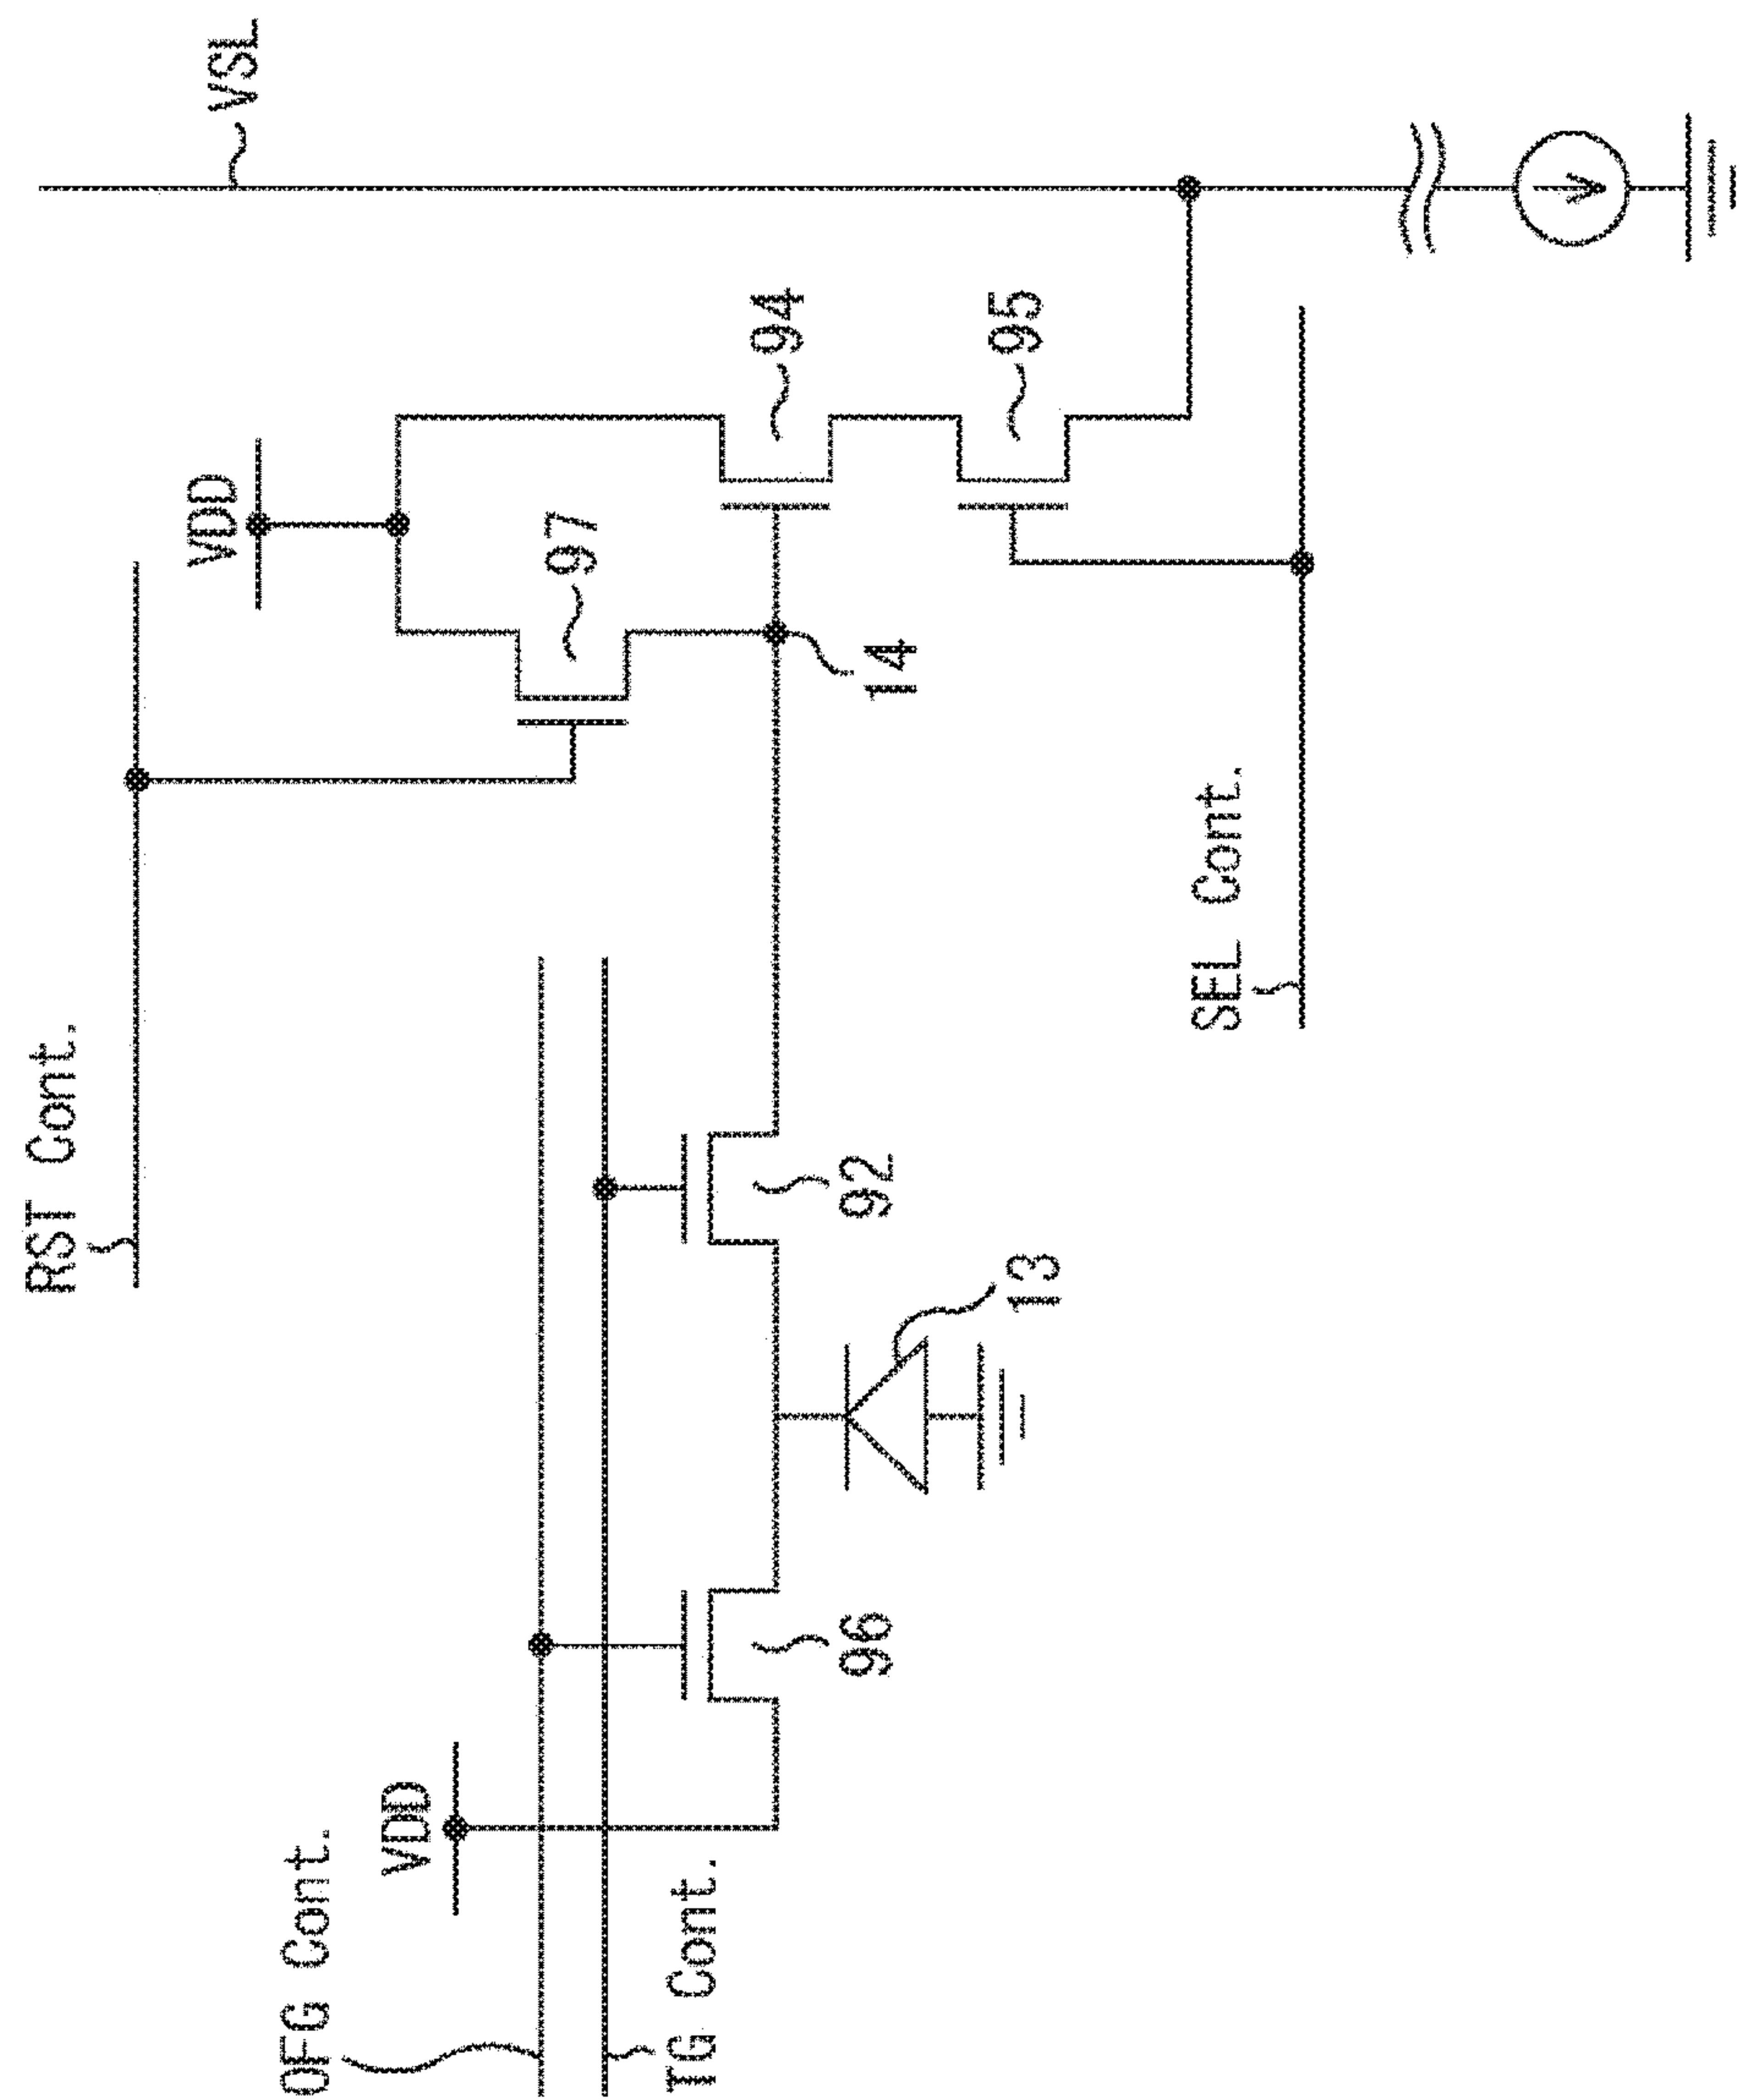 RST Cont.
VDD
VSL
OFG Cont.
VDD
TG Cont.
97
94
14
95
96
92
13
SEL Cont.